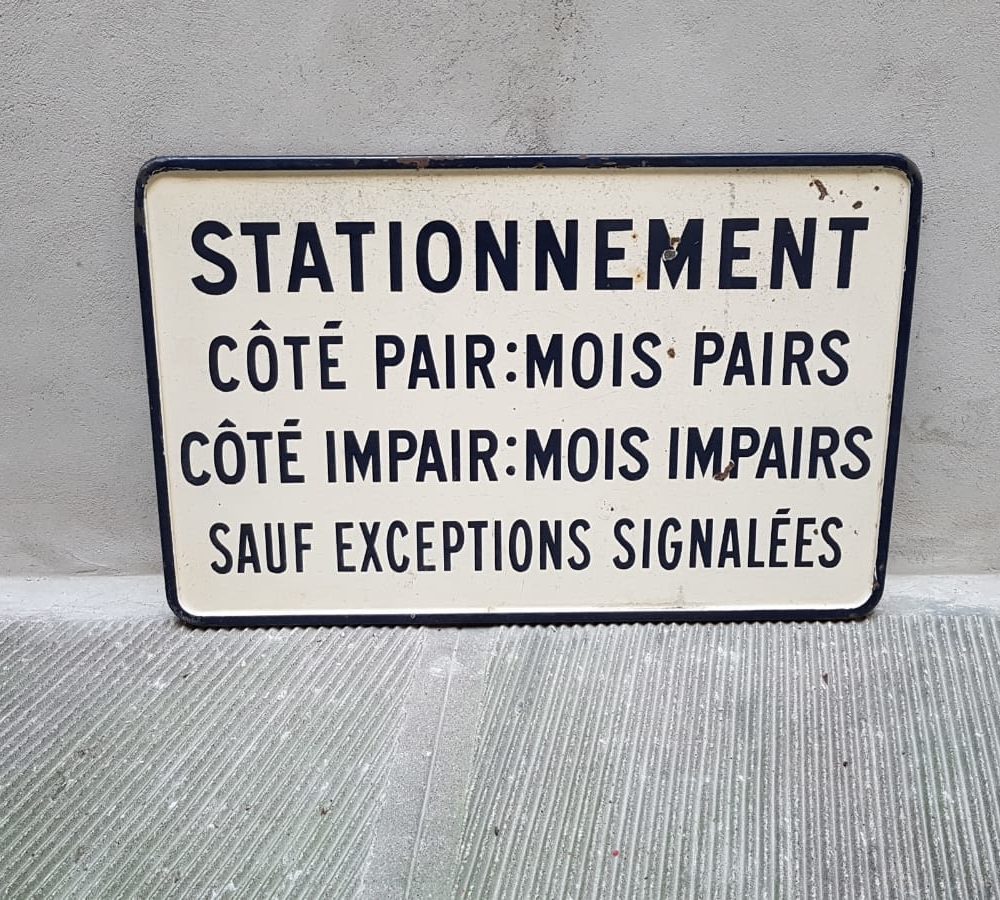 STATIONNEMENT
CÔTÉ PAIR:MOIS PAIRS
CÔTÉ IMPAIR:MOIS IMPAIRS
SAUF EXCEPTIONS SIGNALÉES